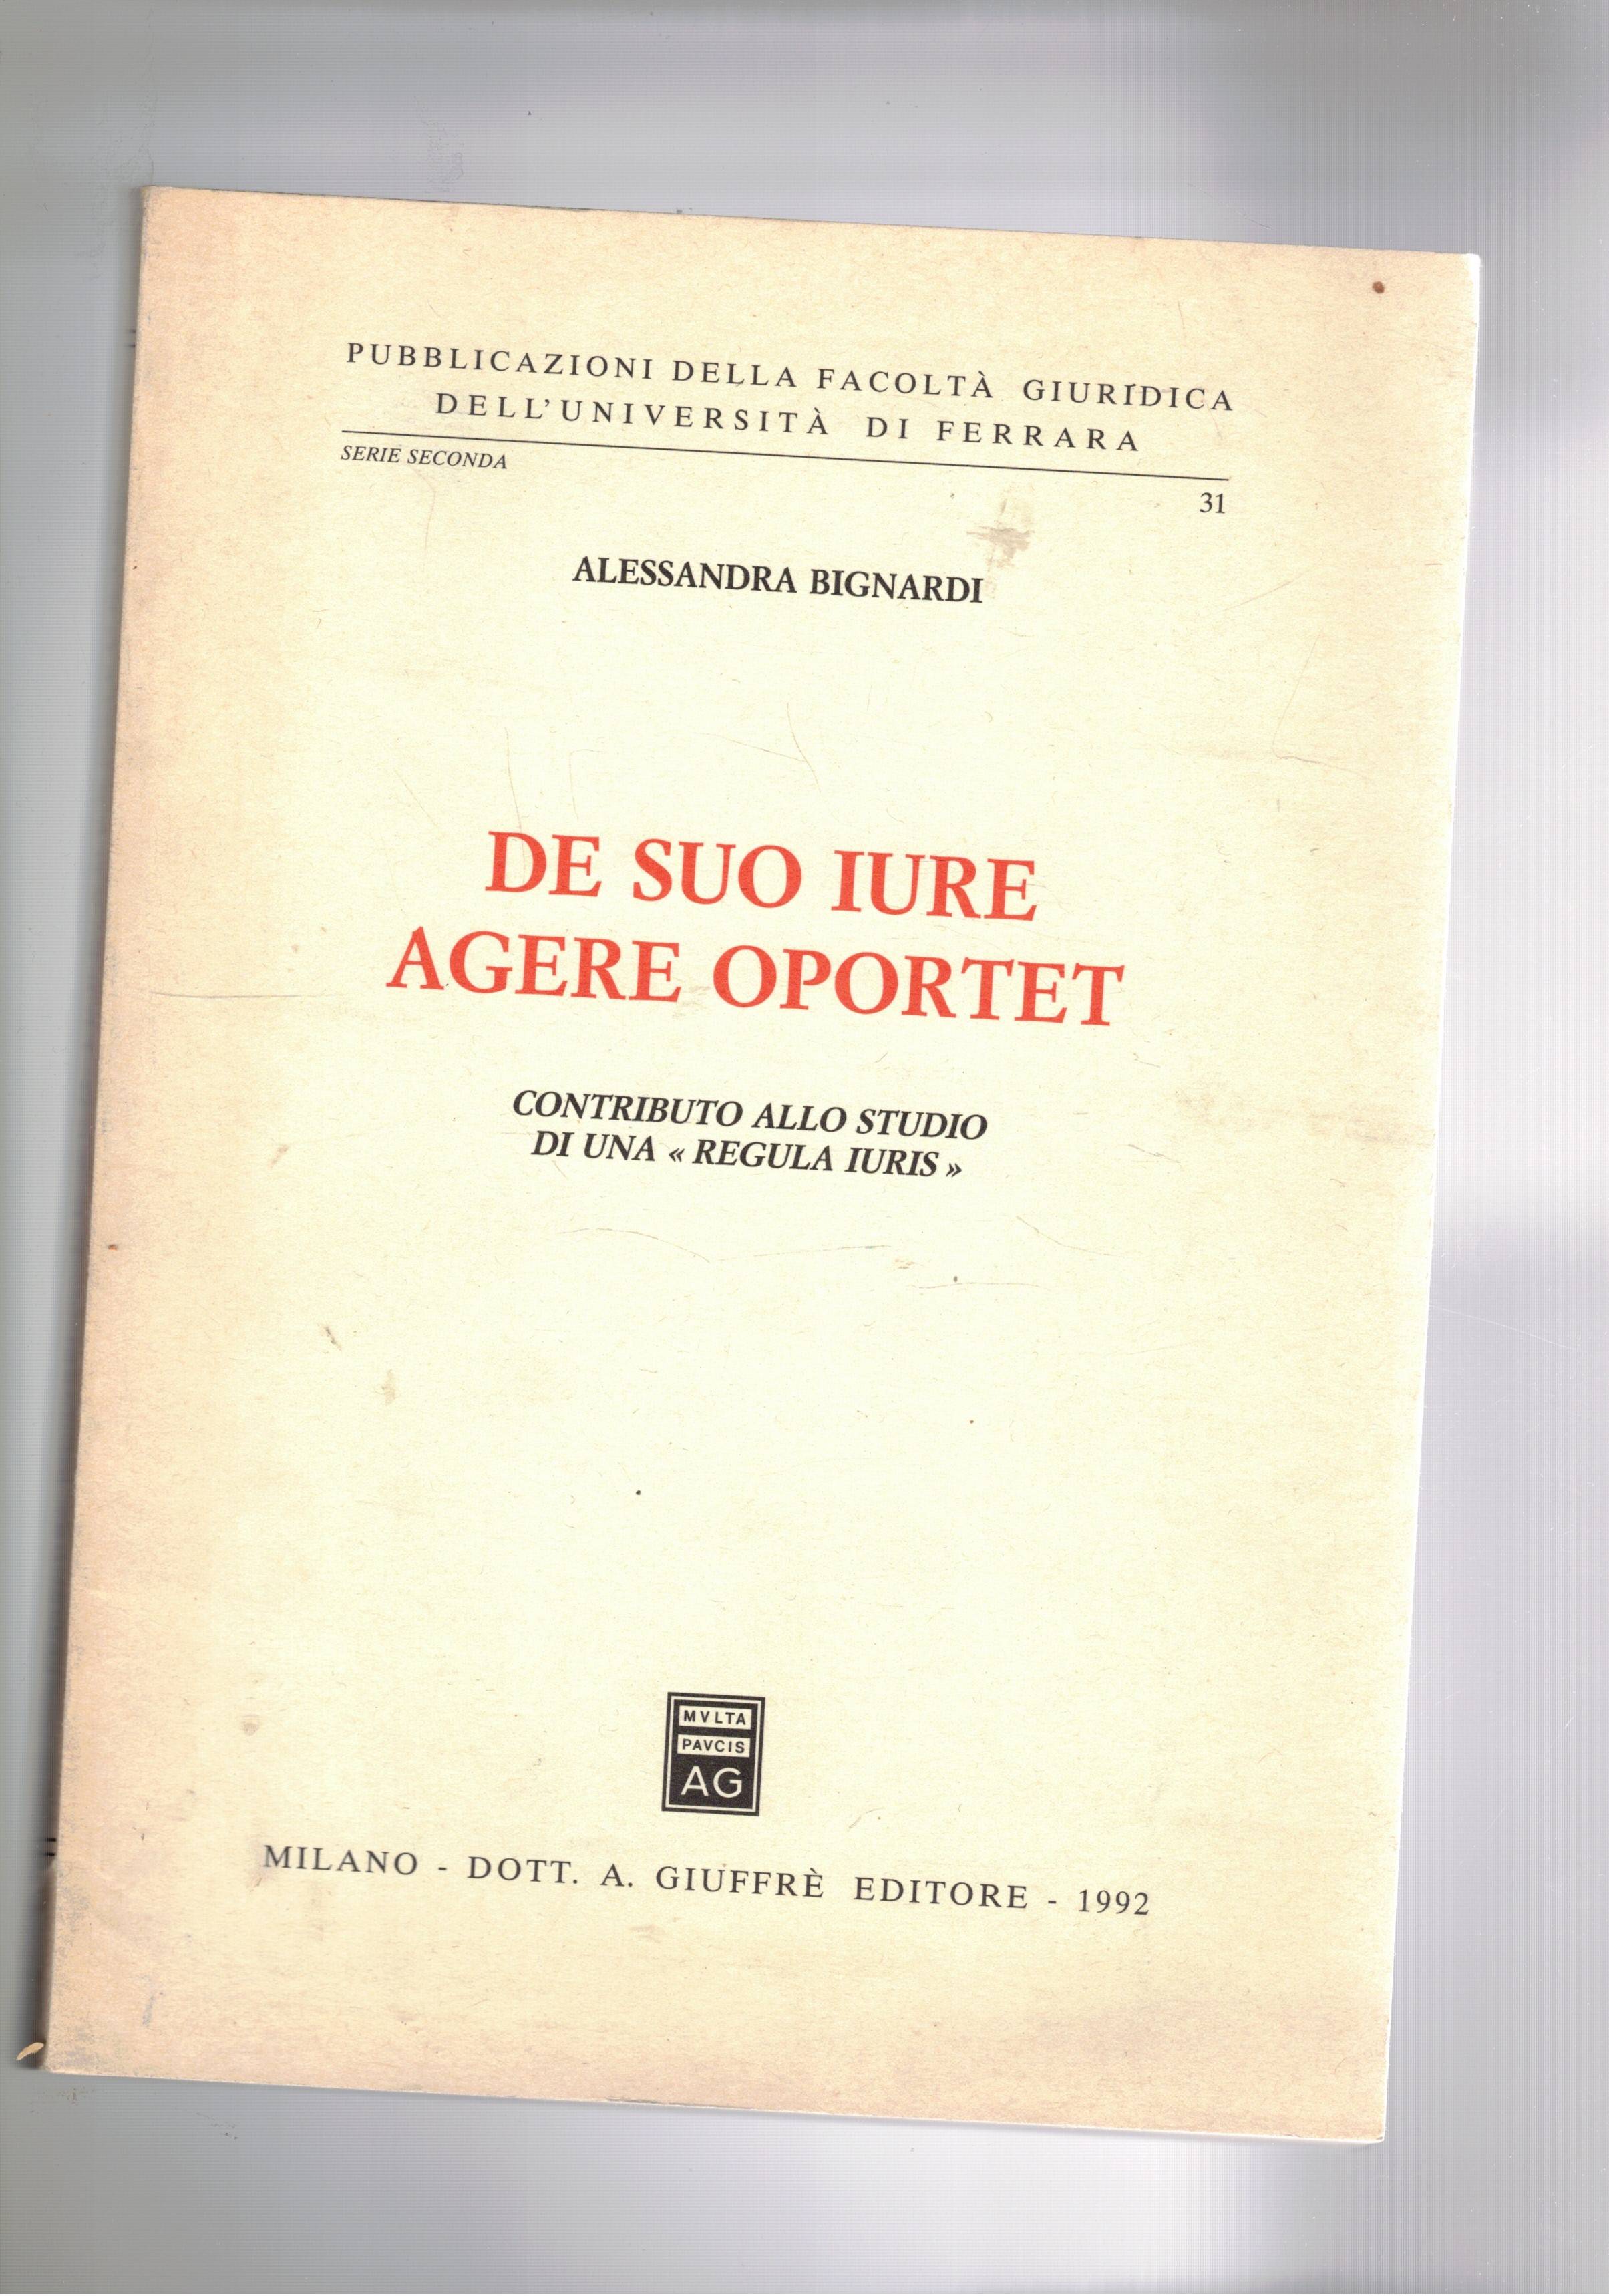 PUBBLICAZIONI DELLA FACOLTÀ GIURIDICA
DELL'UNIVERSITÀ DI FERRARA
SERIE SECONDA
31
ALESSANDRA BIGNARDI
DE SUO IURE
AGERE OPORTET
CONTRIBUTO ALLO STUDIO
DI UNA « REGULA IURIS »
MVLTA
PAVCIS
AG
MILANO - DOTT. A. GIUFFRÈ EDITORE - 1992